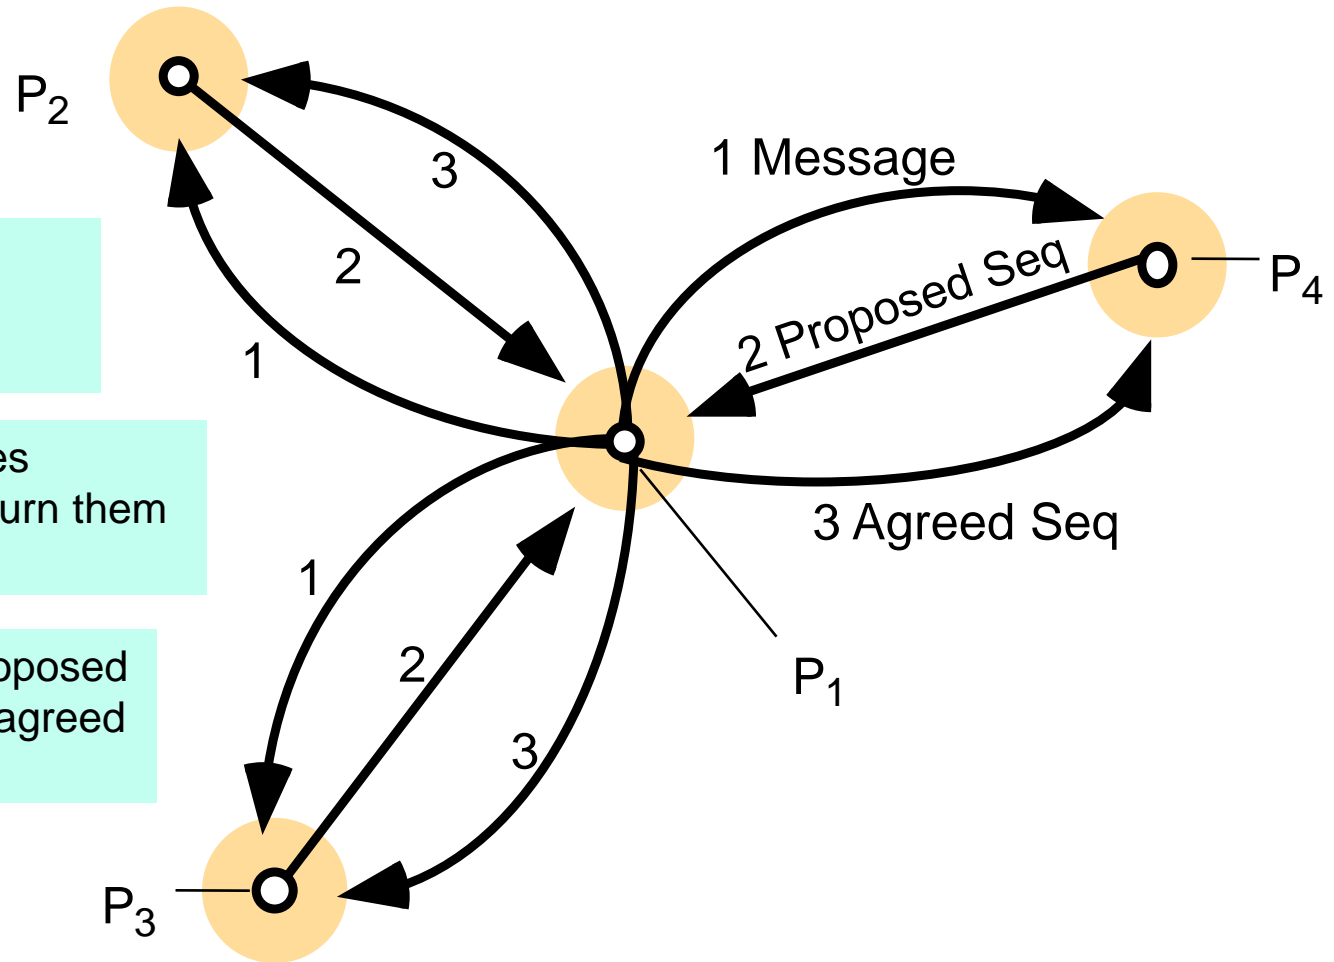 P2
3
1 Message
2
2 Proposed Seq
P4
1
es
urn them
3 Agreed Seq
1
2
oposed
agreed
P1
3
P3